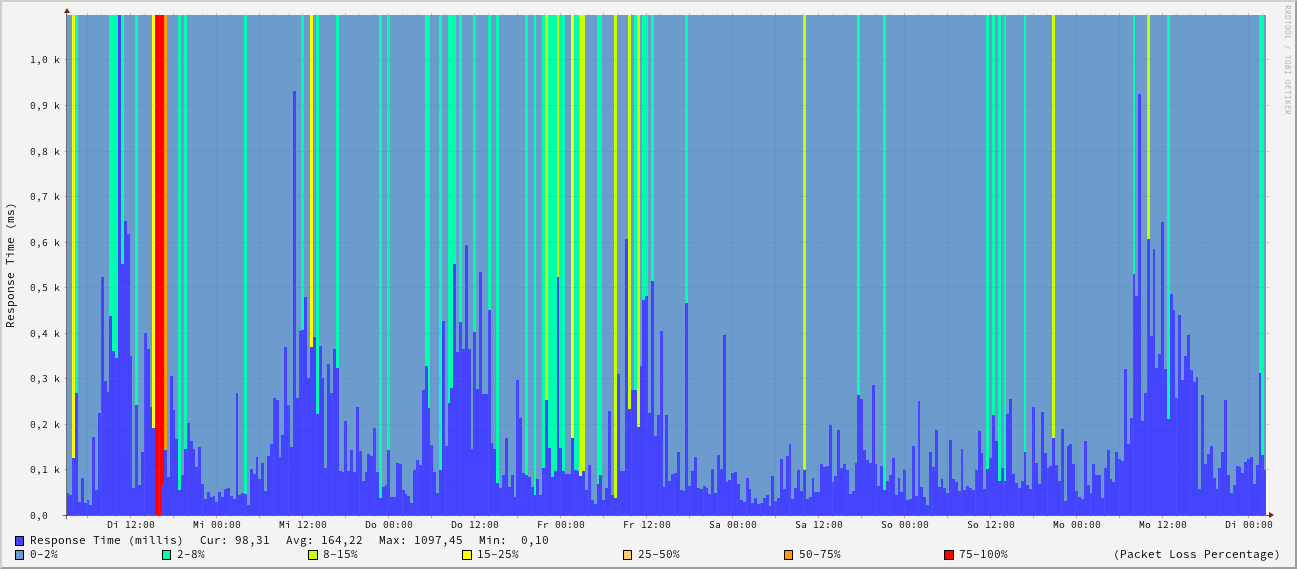 RRDTOOL / TOBI OETIKER
Response Time (ms)
1,0 k
0,9 k
0,8 k
0,7 k
0,6 k
0,5 k
0,4 k
0,3 k
0,2 k
0,1 k
0,0
Di 12:00 Mi 00:00 Mi 12:00 Do 00:00 Do 12:00 Fr 00:00 Fr 12:00 Sa 00:00 Sa 12:00 So 00:00 So 12:00 Mo 00:00 Mo 12:00 Di 00:00
Response Time (millis) Cur: 98,31 Avg: 164,22 Max: 1097,45 Min: 0,10
0-2% 2-8% 8-15% 15-25% 25-50% 50-75% 75-100% (Packet Loss Percentage)